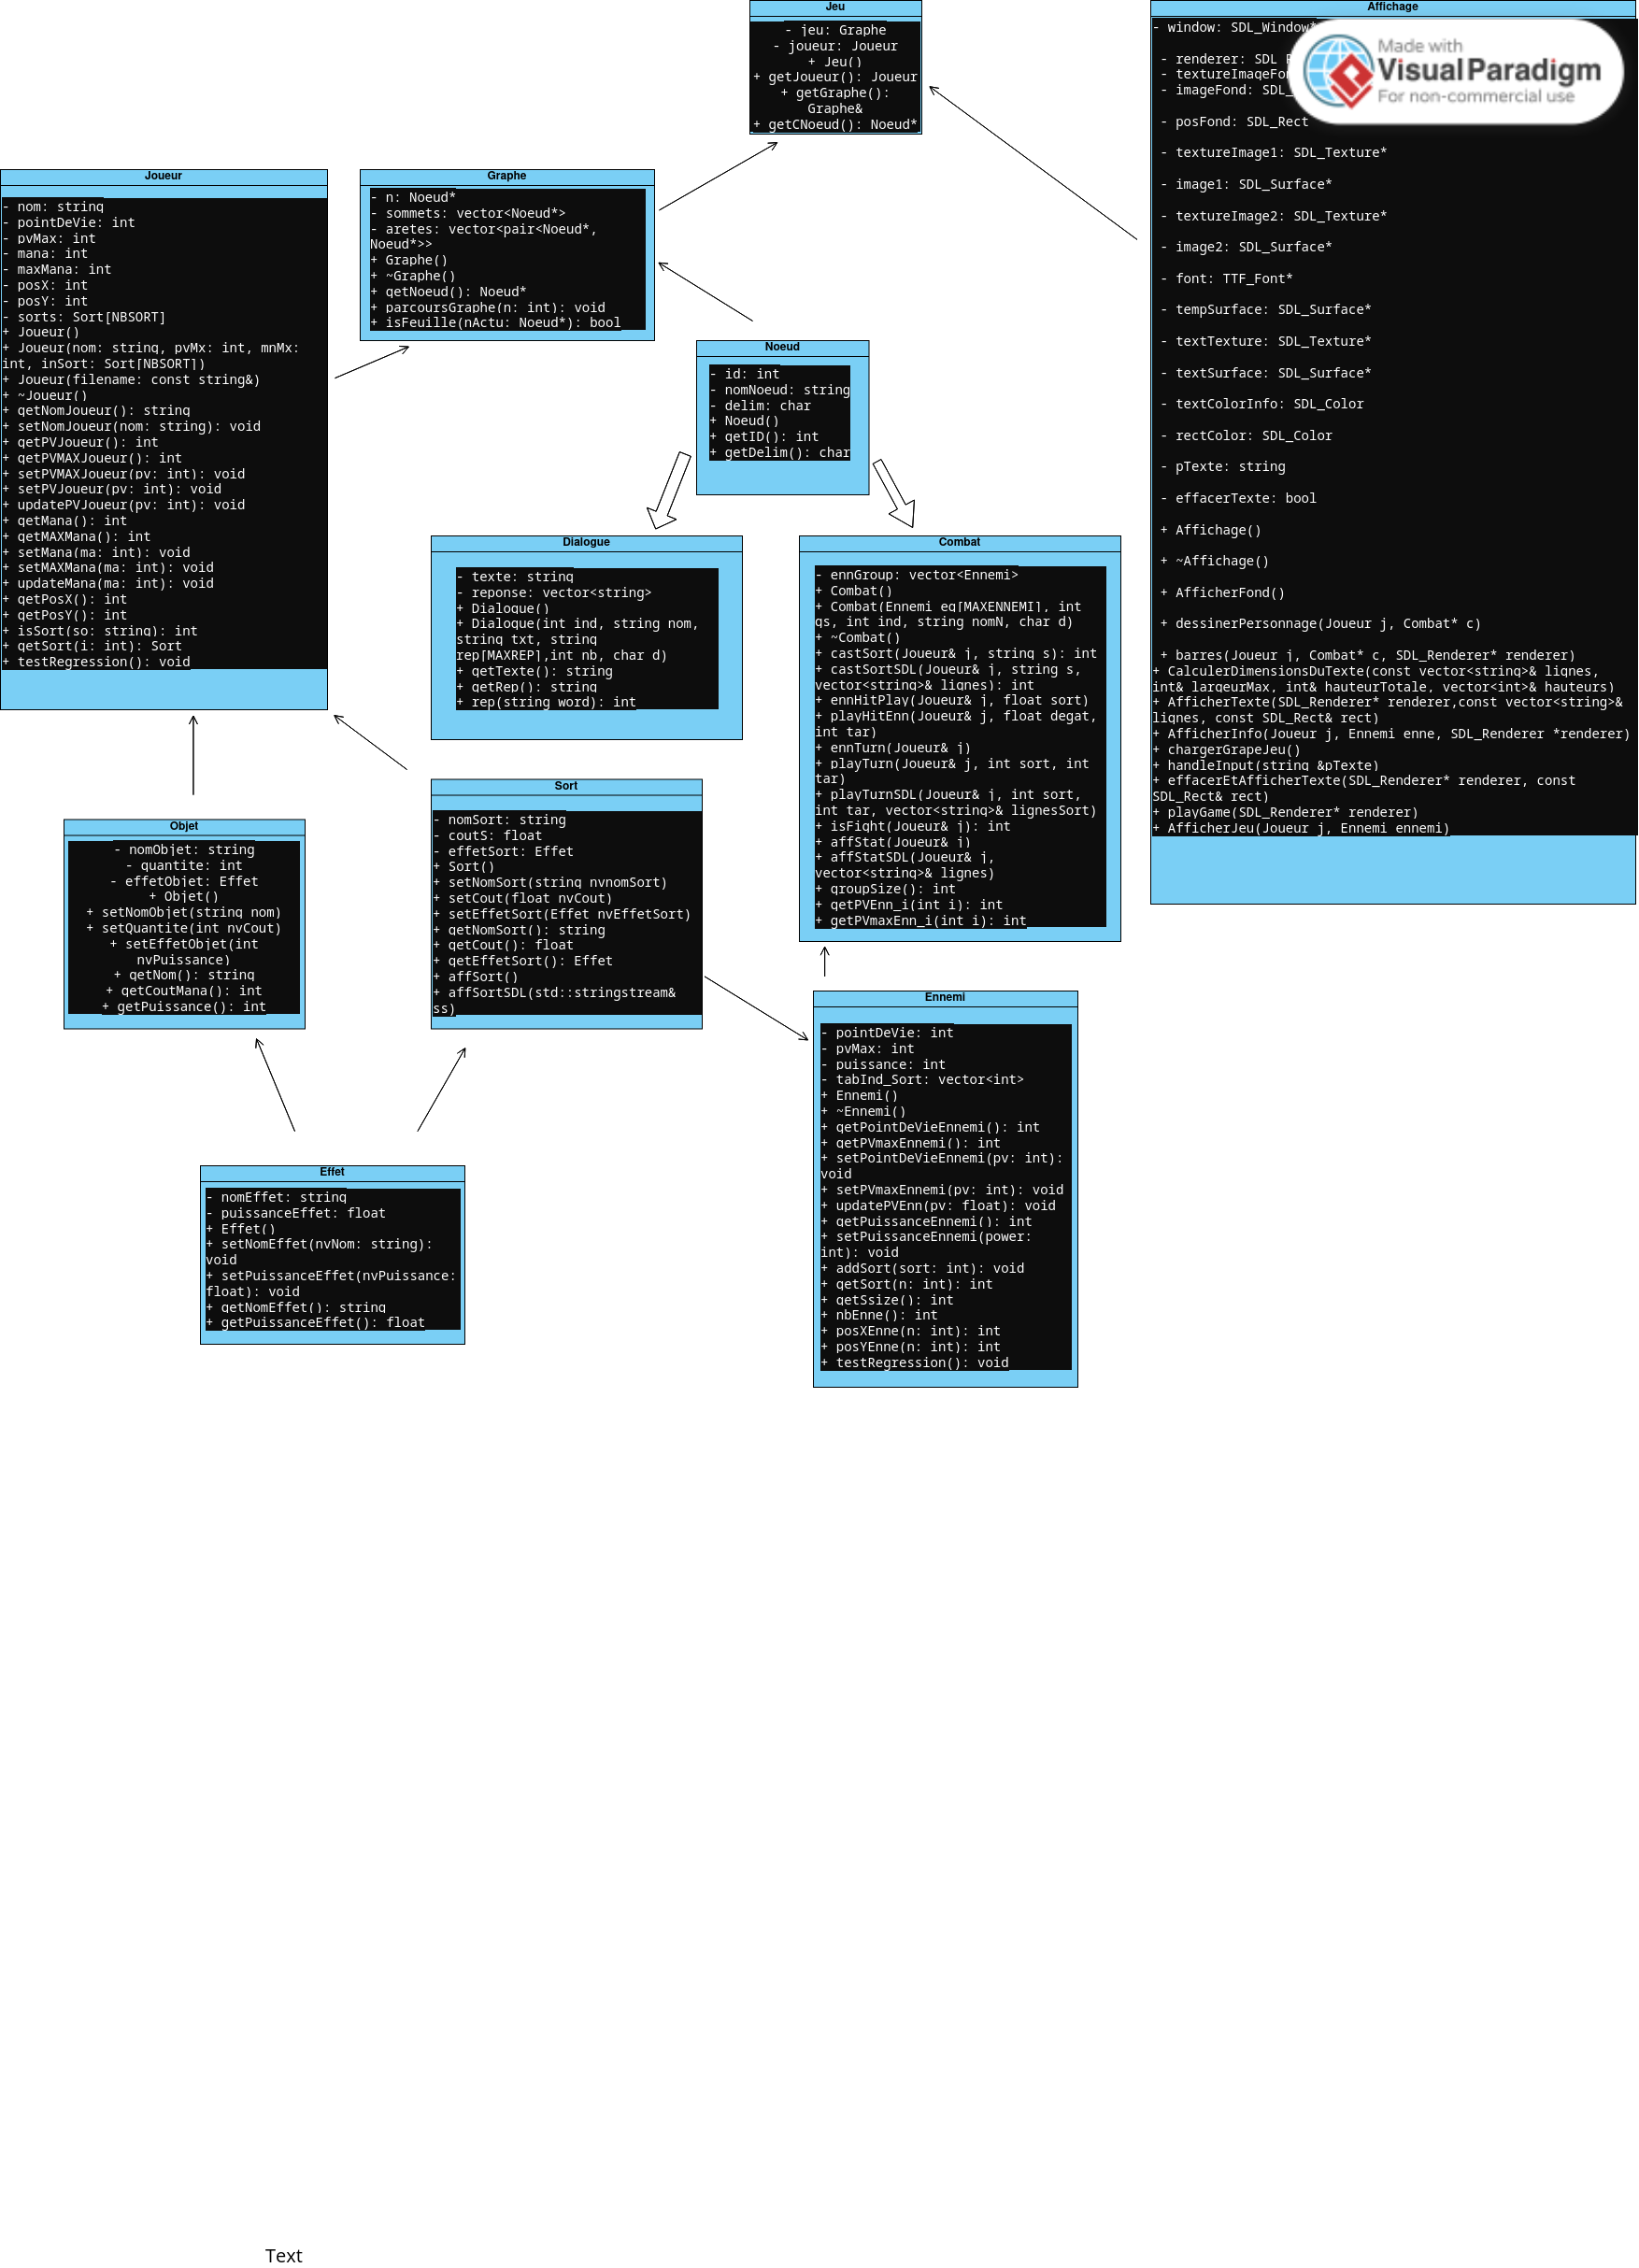 Jeu
- jeu: Graphe
- joueur: Joueur
+ Jeu()
+ getJoueur(): Joueur
+ getGraphe():
Graphe&
+ getCNoeud(): Noeud*
Affichage
- window: SDL_Window*
- renderer: SDL
- textureImageFon
- imageFond: SDL_
- posFond: SDL_Rect
- textureImage1: SDL_Texture*
- image1: SDL_Surface*
- textureImage2: SDL_Texture*
- image2: SDL_Surface*
- font: TTF_Font*
- tempSurface: SDL_Surface*
- textTexture: SDL_Texture*
- textSurface: SDL_Surface*
- textColorInfo: SDL_Color
- rectColor: SDL_Color
- pTexte: string
- effacerTexte: bool
+ Affichage()
+ ~Affichage()
+ AfficherFond()
+ dessinerPersonnage(Joueur j, Combat* c)
+ barres(Joueur j, Combat* c, SDL_Renderer* renderer)
+ CalculerDimensionsDuTexte(const vector<string>& lignes,
int& largeurMax, int& hauteurTotale, vector<int>& hauteurs)
+ AfficherTexte(SDL_Renderer* renderer,const vector<string>&
lignes, const SDL_Rect& rect)
+ AfficherInfo(Joueur j, Ennemi enne, SDL_Renderer *renderer)
+ chargerGrapeJeu()
+ handleInput(string &pTexte)
+ effacerEtAfficherTexte(SDL_Renderer* renderer, const
SDL_Rect& rect)
+ playGame(SDL_Renderer* renderer)
+ AfficherJeu(Joueur j, Ennemi ennemi)
Made with
Visual Paradigm
For non-commercial use
Joueur
- nom: string
- pointDeVie: int
- pvMax: int
- mana: int
- maxMana: int
- posX: int
- posY: int
- sorts: Sort[NBSORT]
+ Joueur()
+ Joueur(nom: string, pvMx: int, mnMx:
int, inSort: Sort[NBSORT])
+ Joueur(filename: const string&)
+ ~Joueur()
+ getNomJoueur(): string
+ setNomJoueur(nom: string): void
+ getPVJoueur(): int
+ getPVMAXJoueur(): int
+ setPVMAXJoueur(pv: int): void
+ setPVJoueur(pv: int): void
+ updatePVJoueur(pv: int): void
+ getMana(): int
+ getMAXMana(): int
+ setMana(ma: int): void
+ setMAXMana(ma: int): void
+ updateMana(ma: int): void
+ getPosX(): int
+ getPosY(): int
+ isSort(so: string): int
+ getSort(i: int): Sort
+ testRegression(): void
Graphe
- n: Noeud*
- sommets: vector<Noeud*>
- aretes: vector<pair<Noeud*,
Noeud*>>
+ Graphe()
+ ~Graphe()
+ getNoeud(): Noeud*
+ parcoursGraphe(n: int): void
+ isFeuille(nActu: Noeud*): bool
Noeud
- id: int
- nomNoeud: string
- delim: char
+ Noeud()
+ getID(): int
+ getDelim(): char
Dialogue
- texte: string
- reponse: vector<string>
+ Dialogue()
+ Dialogue(int ind, string nom,
string txt, string
rep[MAXREP],int nb, char d)
+ getTexte(): string
+ getRep(): string
+ rep(string word): int
Combat
- ennGroup: vector<Ennemi>
+ Combat()
+ Combat(Ennemi eg[MAXENNEMI], int
gs, int ind, string nomN, char d)
+ ~Combat()
+ castSort(Joueur& j, string s): int
+ castSortSDL(Joueur& j, string s,
vector<string>& lignes): int
+ ennHitPlay(Joueur& j, float sort)
+ playHitEnn(Joueur& j, float degat,
int tar)
+ ennTurn(Joueur& j)
+ playTurn(Joueur& j, int sort, int
tar)
+ playTurnSDL(Joueur& j, int sort,
int tar, vector<string>& lignesSort)
+ isFight(Joueur& j): int
+ affStat(Joueur& j)
+ affStatSDL(Joueur& j,
vector<string>& lignes)
+ groupSize(): int
+ getPVEnn_i(int i): int
+ getPVmaxEnn_i(int i): int
Sort
- nomSort: string
- coutS: float
- effetSort: Effet
+ Sort()
+ setNomSort(string nvnomSort)
+ setCout(float nvCout)
+ setEffetSort(Effet nvEffetSort)
+ getNomSort(): string
+ getCout(): float
+ getEffetSort(): Effet
+ affSort()
+ affSortSDL(std::stringstream&
ss)
Objet
- nomObjet: string
- quantite: int
- effetObjet: Effet
+ Objet()
+ setNomObjet(string nom)
+ setQuantite(int nvCout)
+ setEffetObjet(int
nvPuissance)
+ getNom(): string
+ getCoutMana(): int
+ getPuissance(): int
Ennemi
- pointDeVie: int
- pvMax: int
- puissance: int
- tabInd_Sort: vector<int>
+ Ennemi()
+ ~Ennemi()
+ getPointDeVieEnnemi(): int
+ getPVmaxEnnemi(): int
+ setPointDeVieEnnemi(pv: int):
void
+ setPVmaxEnnemi(pv: int): void
+ updatePVEnn(pv: float): void
+ getPuissanceEnnemi(): int
+ setPuissanceEnnemi(power:
int): void
+ addSort(sort: int): void
+ getSort(n: int): int
+ getSsize(): int
+ nbEnne(): int
+ posXEnne(n: int): int
+ posYEnne(n: int): int
+ testRegression(): void
Effet
- nomEffet: string
- puissanceEffet: float
+ Effet()
+ setNomEffet(nvNom: string):
void
+ setPuissanceEffet(nvPuissance:
float): void
+ getNomEffet(): string
+ getPuissanceEffet(): float
Text